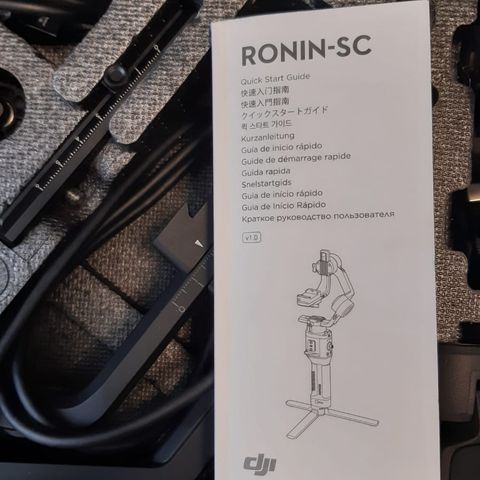 RONIN-SC
Quick Start Guide
快速入门指南
快速入門指南
クイックスタートガイド
퀵 스타트 가이드
Kurzanleitung
Guía de inicio rápido
Guide de démarrage rapide
Guida rapida
Snelstartgids
Guia de início rápido
Guia de Início Rápido
Краткое руководство пользователя
v1.0
dji